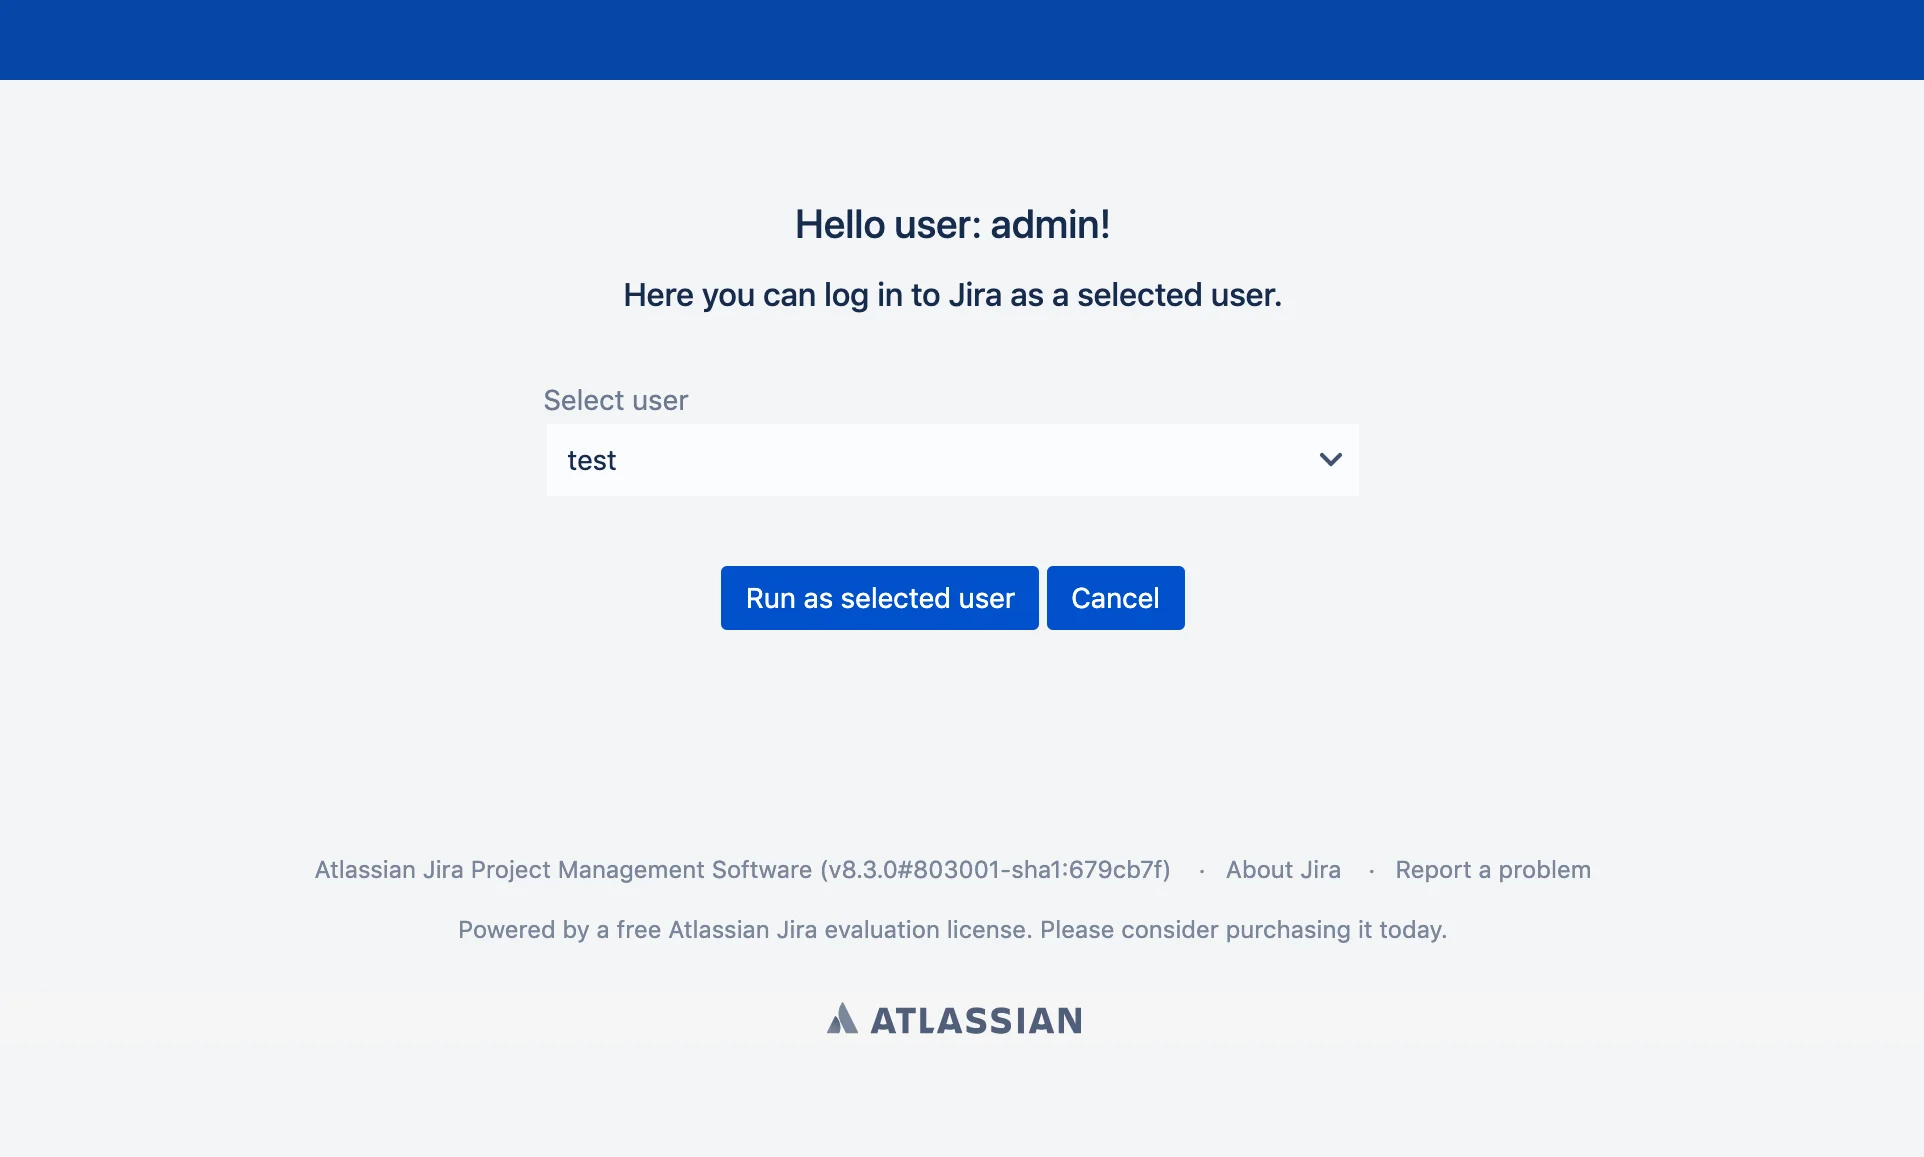 Hello user: admin!
Here you can log in to Jira as a selected user.
Select user
test
Run as selected user Cancel
Atlassian Jira Project Management Software (v8.3.0#803001-sha1:679cb7f) · About Jira · Report a problem
Powered by a free Atlassian Jira evaluation license. Please consider purchasing it today.
ATLASSIAN